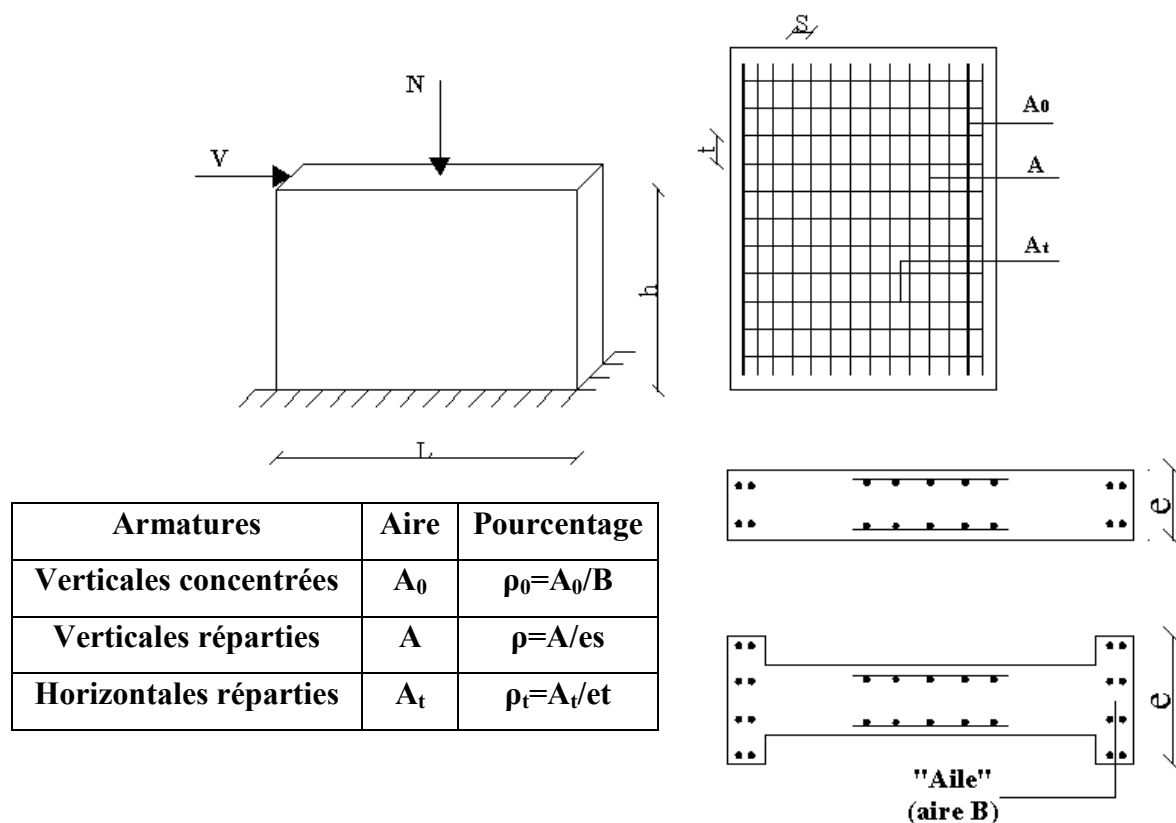 S
N
V
t
A₀
A
Aₜ
h
L
e
Armatures Aire Pourcentage
Verticales concentrées A₀ ρ₀=A₀/B
Verticales réparties A ρ=A/es
Horizontales réparties Aₜ ρₜ=Aₜ/et
e
"Aile"
(aire B)